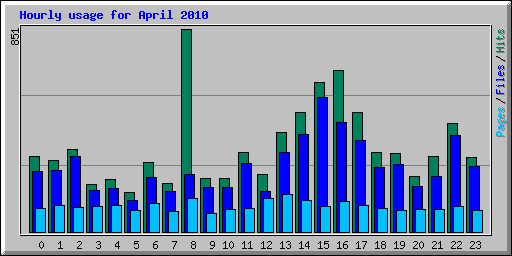 Hourly usage for April 2010
851
Pages / Files / Hits
0 1 2 3 4 5 6 7 8 9 10 11 12 13 14 15 16 17 18 19 20 21 22 23